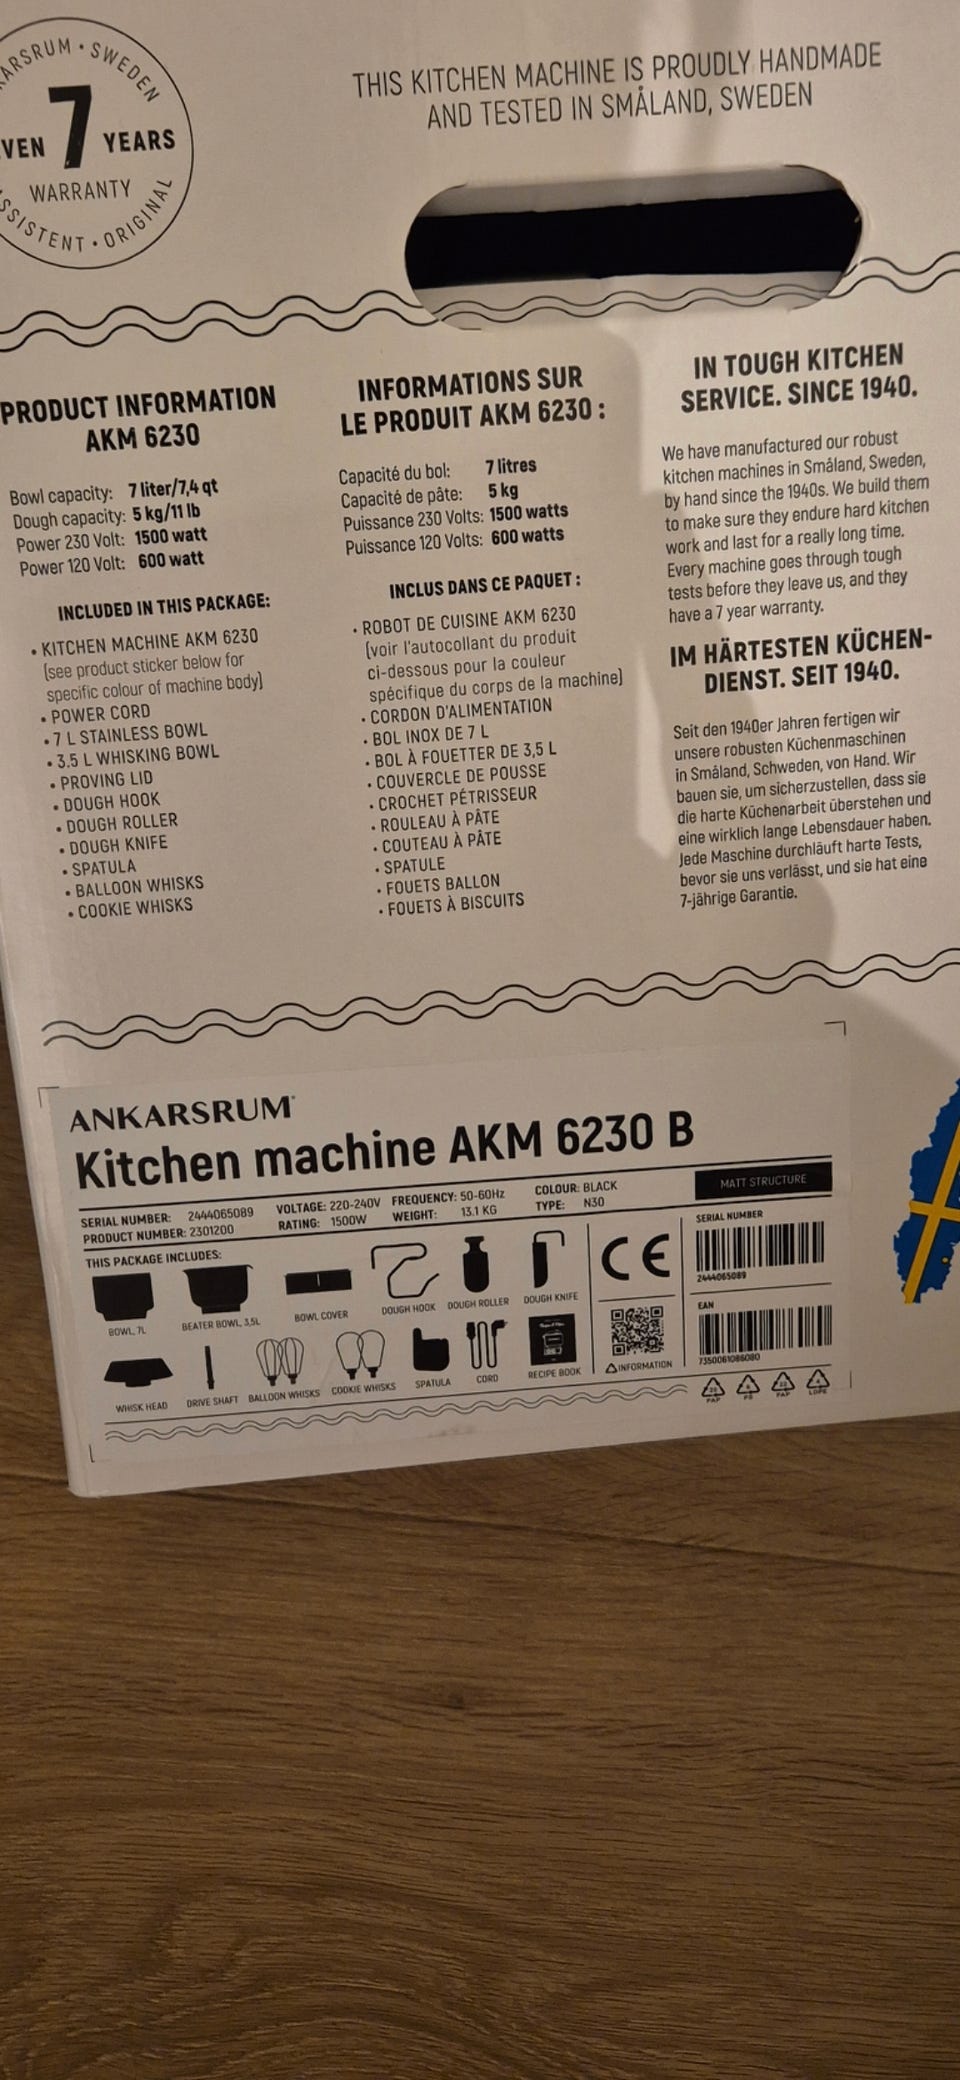 ARSRUM • SWEDEN
VEN 7 YEARS
WARRANTY
SSISTENT • ORIGINAL
THIS KITCHEN MACHINE IS PROUDLY HANDMADE
AND TESTED IN SMÅLAND, SWEDEN
PRODUCT INFORMATION
AKM 6230
Bowl capacity: 7 liter/7,4 qt
Dough capacity: 5 kg/11 lb
Power 230 Volt: 1500 watt
Power 120 Volt: 600 watt
INCLUDED IN THIS PACKAGE:
• KITCHEN MACHINE AKM 6230
(see product sticker below for
specific colour of machine body)
• POWER CORD
• 7 L STAINLESS BOWL
• 3.5 L WHISKING BOWL
• PROVING LID
• DOUGH HOOK
• DOUGH ROLLER
• DOUGH KNIFE
• SPATULA
• BALLOON WHISKS
• COOKIE WHISKS
INFORMATIONS SUR
LE PRODUIT AKM 6230 :
Capacité du bol: 7 litres
Capacité de pâte: 5 kg
Puissance 230 Volts: 1500 watts
Puissance 120 Volts: 600 watts
INCLUS DANS CE PAQUET :
• ROBOT DE CUISINE AKM 6230
(voir l'autocollant du produit
ci-dessous pour la couleur
spécifique du corps de la machine)
• CORDON D'ALIMENTATION
• BOL INOX DE 7 L
• BOL À FOUETTER DE 3,5 L
• COUVERCLE DE POUSSE
• CROCHET PÉTRISSEUR
• ROULEAU À PÂTE
• COUTEAU À PÂTE
• SPATULE
• FOUETS BALLON
• FOUETS À BISCUITS
IN TOUGH KITCHEN
SERVICE. SINCE 1940.
We have manufactured our robust
kitchen machines in Småland, Sweden,
by hand since the 1940s. We build them
to make sure they endure hard kitchen
work and last for a really long time.
Every machine goes through tough
tests before they leave us, and they
have a 7 year warranty.
IM HÄRTESTEN KÜCHEN-
DIENST. SEIT 1940.
Seit den 1940er Jahren fertigen wir
unsere robusten Küchenmaschinen
in Småland, Schweden, von Hand. Wir
bauen sie, um sicherzustellen, dass sie
die harte Küchenarbeit überstehen und
eine wirklich lange Lebensdauer haben.
Jede Maschine durchläuft harte Tests,
bevor sie uns verlässt, und sie hat eine
7-jährige Garantie.
ANKARSRUM
Kitchen machine AKM 6230 B
SERIAL NUMBER: 2444065089 VOLTAGE: 220-240V FREQUENCY: 50-60Hz COLOUR: BLACK
PRODUCT NUMBER: 2301200 RATING: 1500W WEIGHT: 13.1 KG TYPE: N30
MATT STRUCTURE
THIS PACKAGE INCLUDES:
BOWL, 7L BEATER BOWL, 3,5L BOWL COVER DOUGH HOOK DOUGH ROLLER DOUGH KNIFE
WHISK HEAD DRIVE SHAFT BALLOON WHISKS COOKIE WHISKS SPATULA CORD RECIPE BOOK
CE
INFORMATION
SERIAL NUMBER
2444065089
EAN
7350061086080
PAP PS PAP LDPE